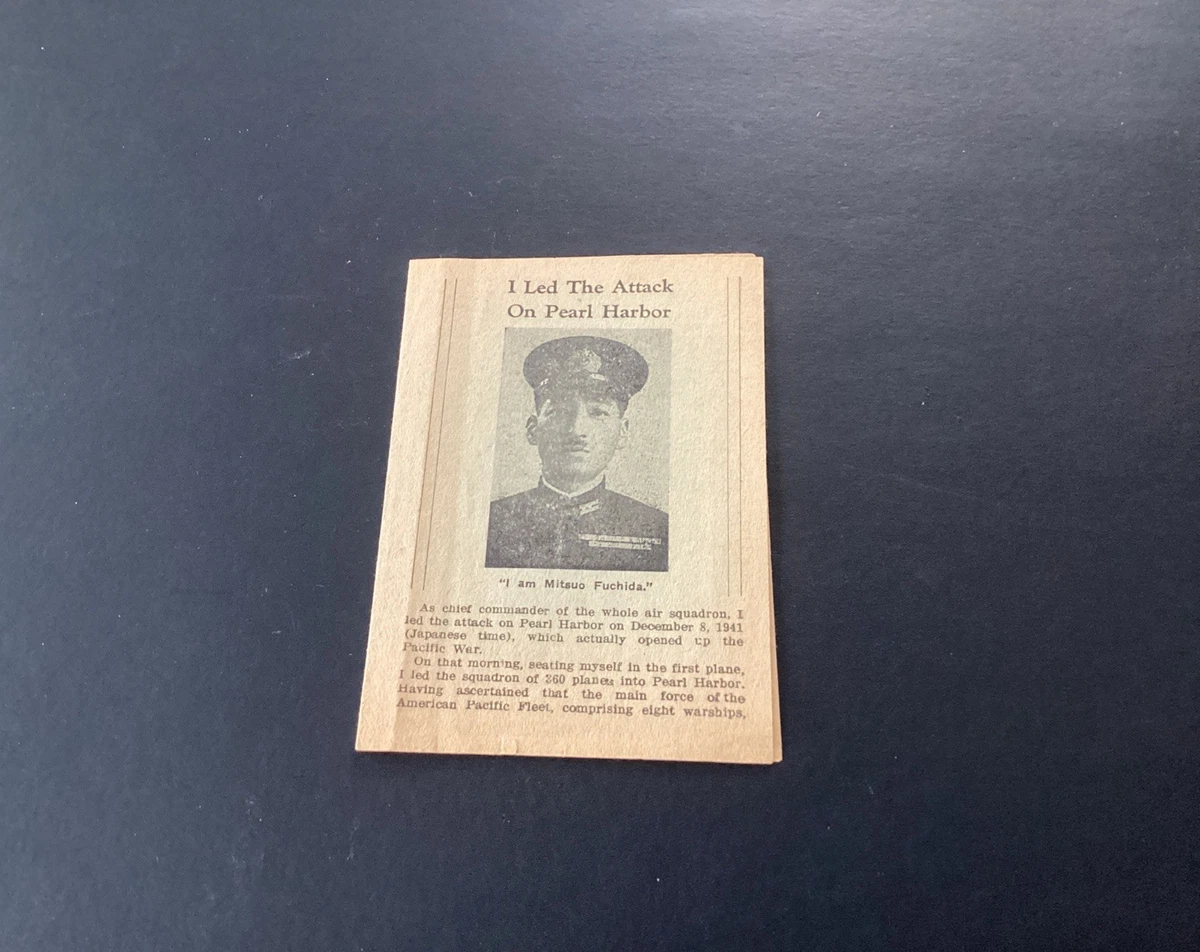 I Led The Attack
On Pearl Harbor
"I am Mitsuo Fuchida."
As chief commander of the whole air squadron, I
led the attack on Pearl Harbor on December 8, 1941
(Japanese time), which actually opened up the
Pacific War.
On that morning, seating myself in the first plane,
I led the squadron of 360 planes into Pearl Harbor.
Having ascertained that the main force of the
American Pacific Fleet, comprising eight warships,